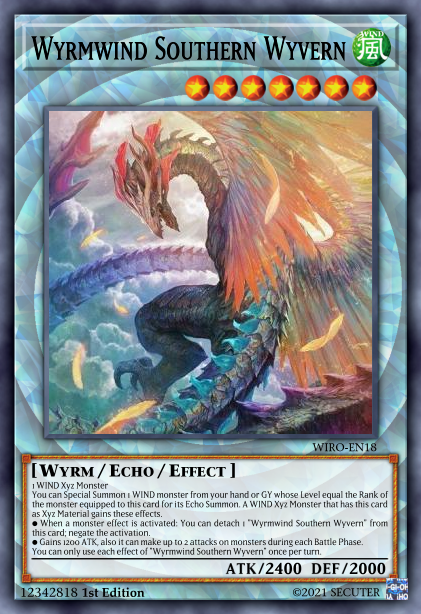 Wyrmwind Southern Wyvern
WIND
風
WIRO-EN18
[Wyrm / Echo / Effect ]
1 WIND Xyz Monster
You can Special Summon 1 WIND monster from your hand or GY whose Level equal the Rank of
the monster equipped to this card for its Echo Summon. A WIND Xyz Monster that has this card
as Xyz Material gains these effects.
● When a monster effect is activated: You can detach 1 "Wyrmwind Southern Wyvern" from
this card; negate the activation.
● Gains 1200 ATK, also it can make up to 2 attacks on monsters during each Battle Phase.
You can only use each effect of "Wyrmwind Southern Wyvern" once per turn.
ATK/2400 DEF/2000
12342818 1st Edition
©2021 SECUTER